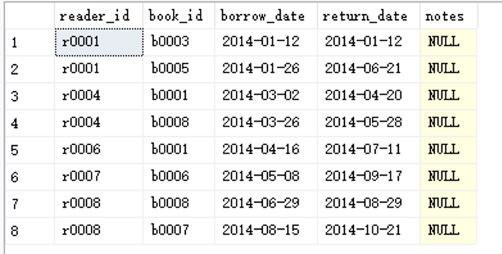 reader_id book_id borrow_date return_date notes
1 r0001 b0003 2014-01-12 2014-01-12 NULL
2 r0001 b0005 2014-01-26 2014-06-21 NULL
3 r0004 b0001 2014-03-02 2014-04-20 NULL
4 r0004 b0008 2014-03-26 2014-05-28 NULL
5 r0006 b0001 2014-04-16 2014-07-11 NULL
6 r0007 b0006 2014-05-08 2014-09-17 NULL
7 r0008 b0008 2014-06-29 2014-08-29 NULL
8 r0008 b0007 2014-08-15 2014-10-21 NULL